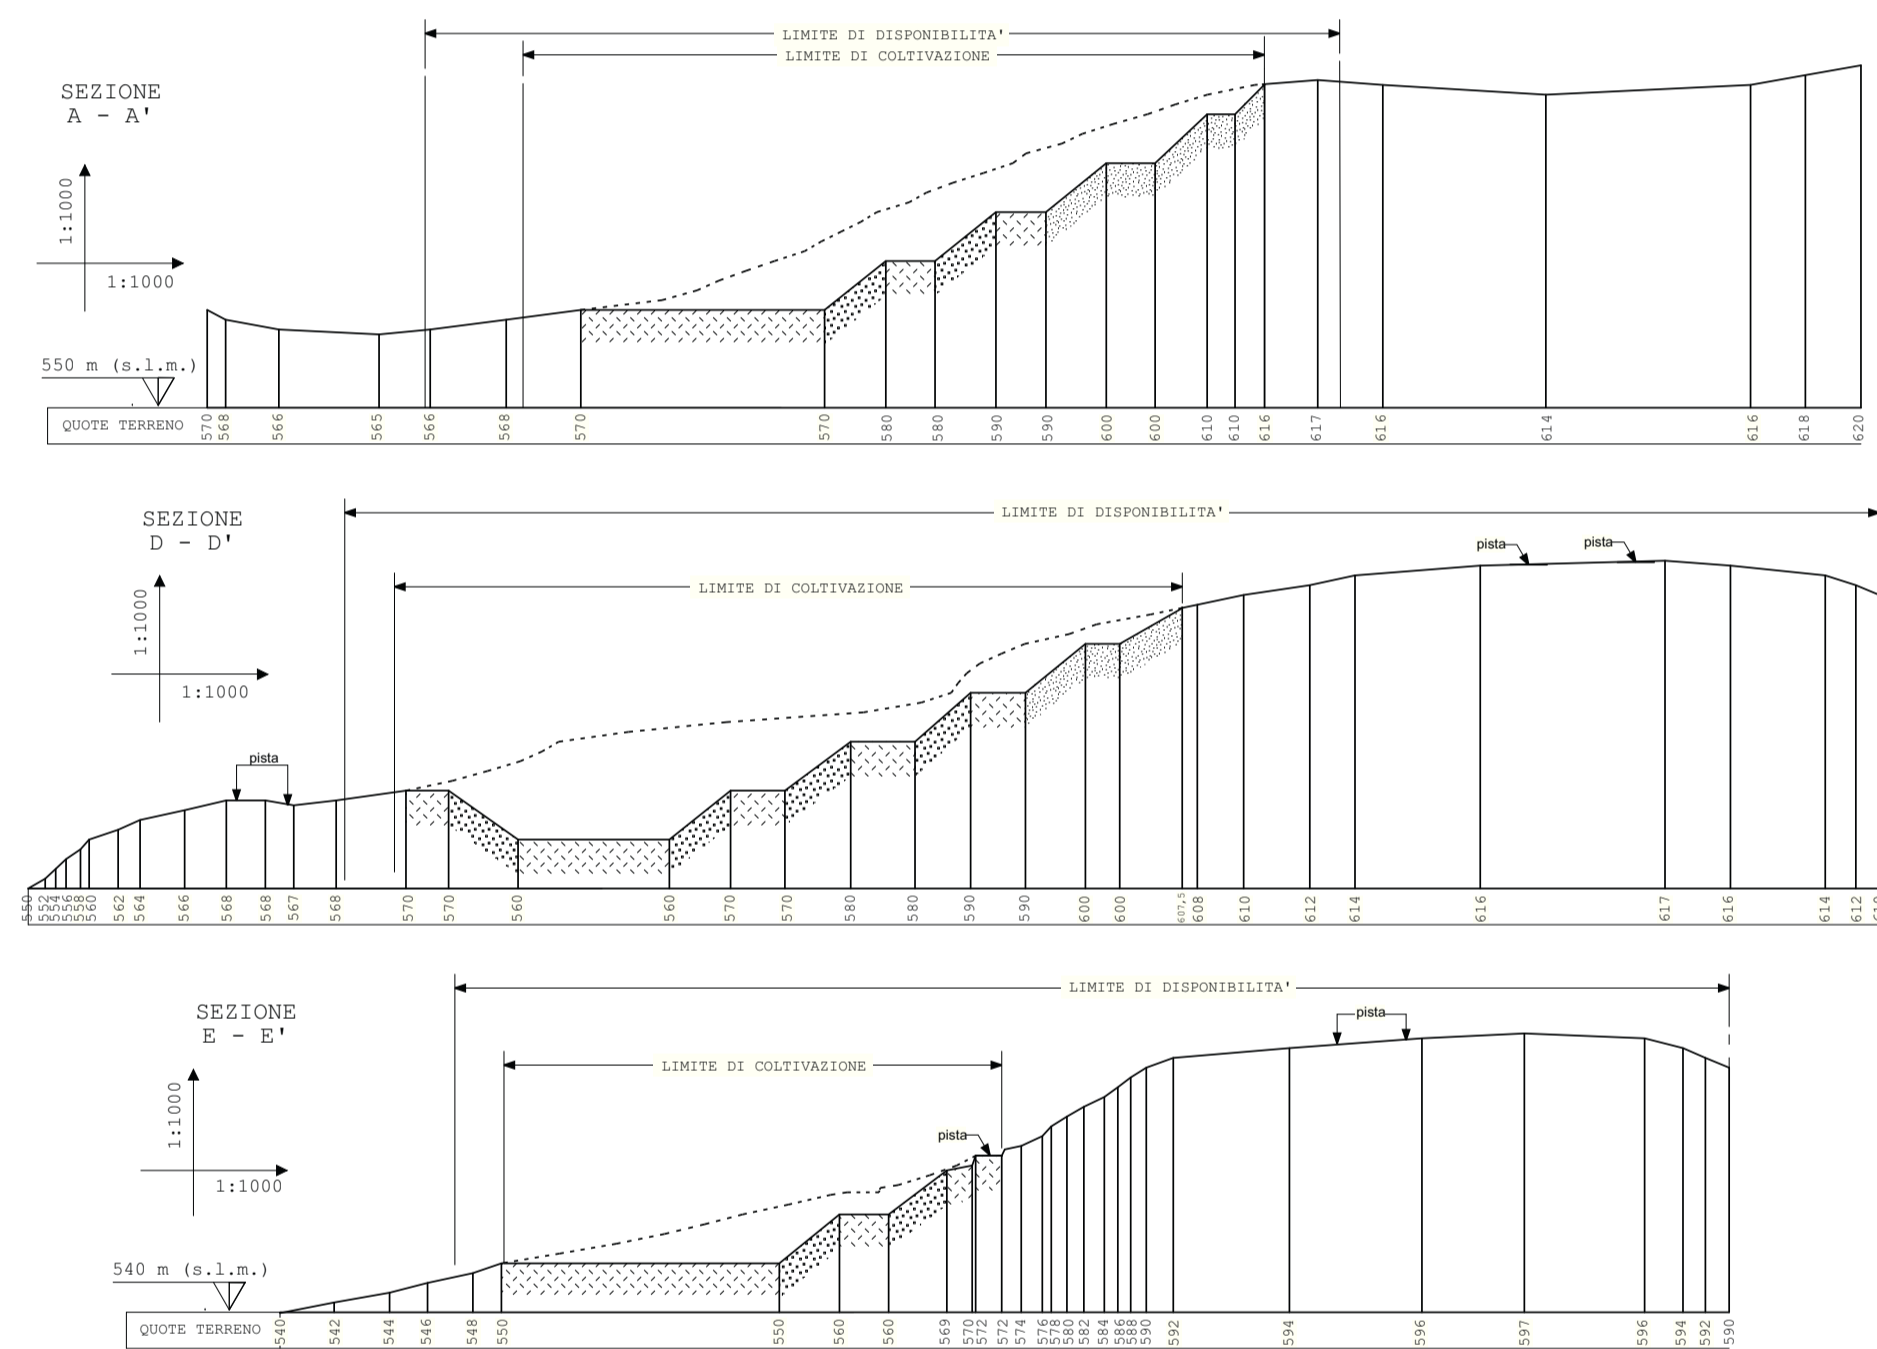 LIMITE DI DISPONIBILITA'
LIMITE DI COLTIVAZIONE
SEZIONE
A - A'
1:1000
1:1000
550 m (s.l.m.)
QUOTE TERRENO
570 568 566 565 566 568 570 570 580 580 590 590 600 600 610 610 616 617 616 614 616 618 620
LIMITE DI DISPONIBILITA'
SEZIONE
D - D'
pista pista
LIMITE DI COLTIVAZIONE
1:1000
1:1000
pista
550 552 554 556 558 560 562 564 566 568 568 567 568 570 570 560 560 570 570 580 580 590 590 600 600 607,5 608 610 612 614 616 617 616 614 612
LIMITE DI DISPONIBILITA'
SEZIONE
E - E'
pista
LIMITE DI COLTIVAZIONE
1:1000
1:1000
pista
540 m (s.l.m.)
QUOTE TERRENO
540 542 544 546 548 550 550 560 560 569 570 572 572 574 576 578 580 582 584 586 588 590 592 594 596 597 596 594 592 590